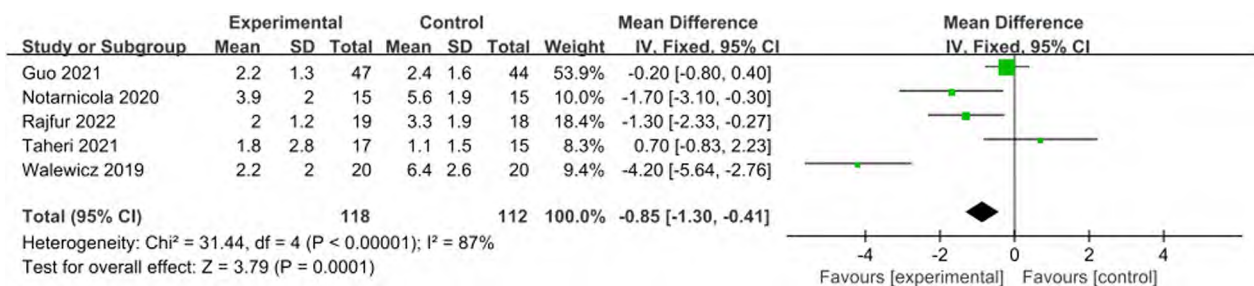 Experimental Control Mean Difference Mean Difference
Study or Subgroup Mean SD Total Mean SD Total Weight IV, Fixed, 95% CI IV, Fixed, 95% CI
Guo 2021 2.2 1.3 47 2.4 1.6 44 53.9% -0.20 [-0.80, 0.40]
Notarnicola 2020 3.9 2 15 5.6 1.9 15 10.0% -1.70 [-3.10, -0.30]
Rajfur 2022 2 1.2 19 3.3 1.9 18 18.4% -1.30 [-2.33, -0.27]
Taheri 2021 1.8 2.8 17 1.1 1.5 15 8.3% 0.70 [-0.83, 2.23]
Walewicz 2019 2.2 2 20 6.4 2.6 20 9.4% -4.20 [-5.64, -2.76]
Total (95% CI) 118 112 100.0% -0.85 [-1.30, -0.41]
Heterogeneity: Chi² = 31.44, df = 4 (P < 0.00001); I² = 87%
Test for overall effect: Z = 3.79 (P = 0.0001)
-4 -2 0 2 4
Favours [experimental] Favours [control]